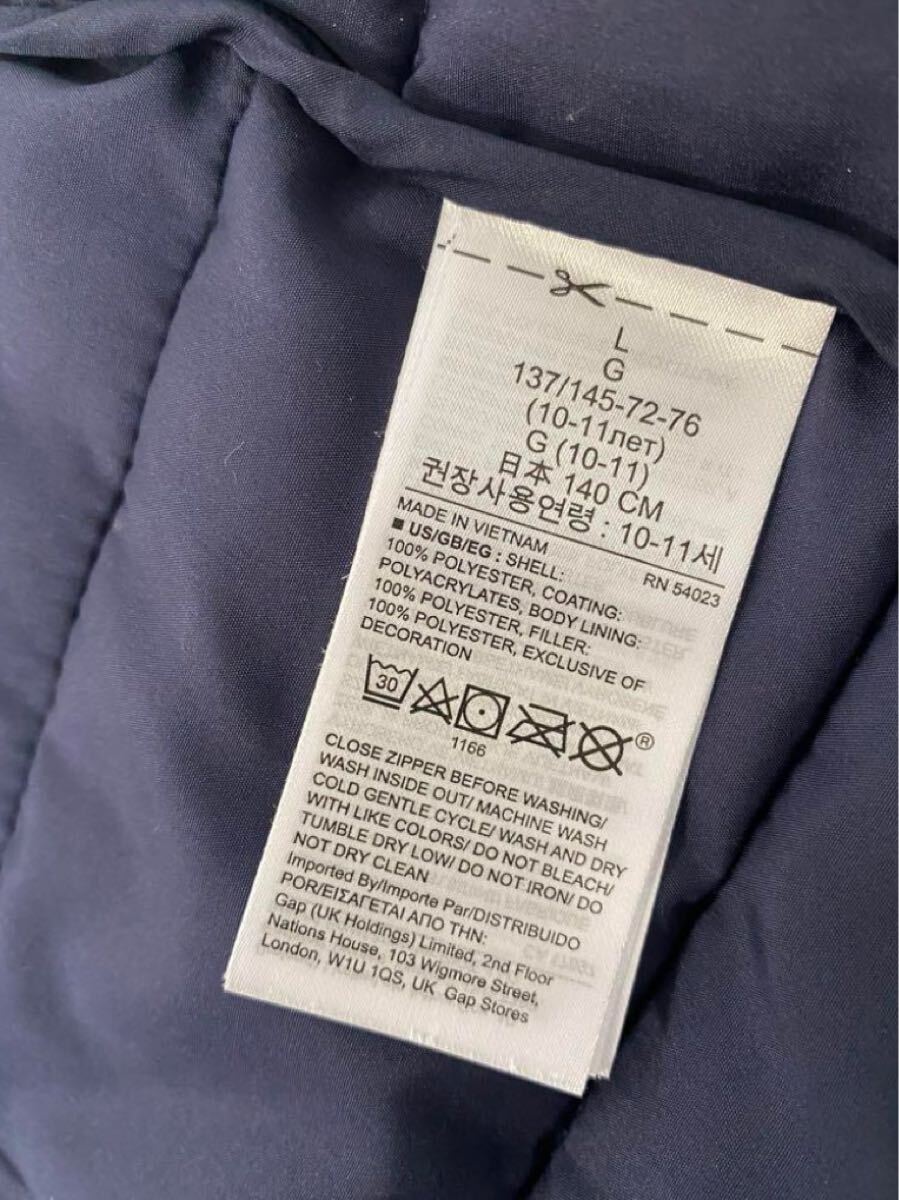 L
G
137/145-72-76
(10-11лет)
G (10-11)
日本 140 CM
권장사용연령 : 10-11세
MADE IN VIETNAM
RN 54023
■ US/GB/EG : SHELL:
100% POLYESTER, COATING:
POLYACRYLATES, BODY LINING:
100% POLYESTER, FILLER:
100% POLYESTER, EXCLUSIVE OF
DECORATION
30
®
1166
CLOSE ZIPPER BEFORE WASHING/
WASH INSIDE OUT/ MACHINE WASH
COLD GENTLE CYCLE/ WASH AND DRY
WITH LIKE COLORS/ DO NOT BLEACH/
TUMBLE DRY LOW/ DO NOT IRON/ DO
NOT DRY CLEAN
Imported By/Importe Par/DISTRIBUIDO
POR/ΕΙΣΑΓΕΤΑΙ ΑΠΟ ΤΗΝ:
Gap (UK Holdings) Limited, 2nd Floor
Nations House, 103 Wigmore Street,
London, W1U 1QS, UK Gap Stores